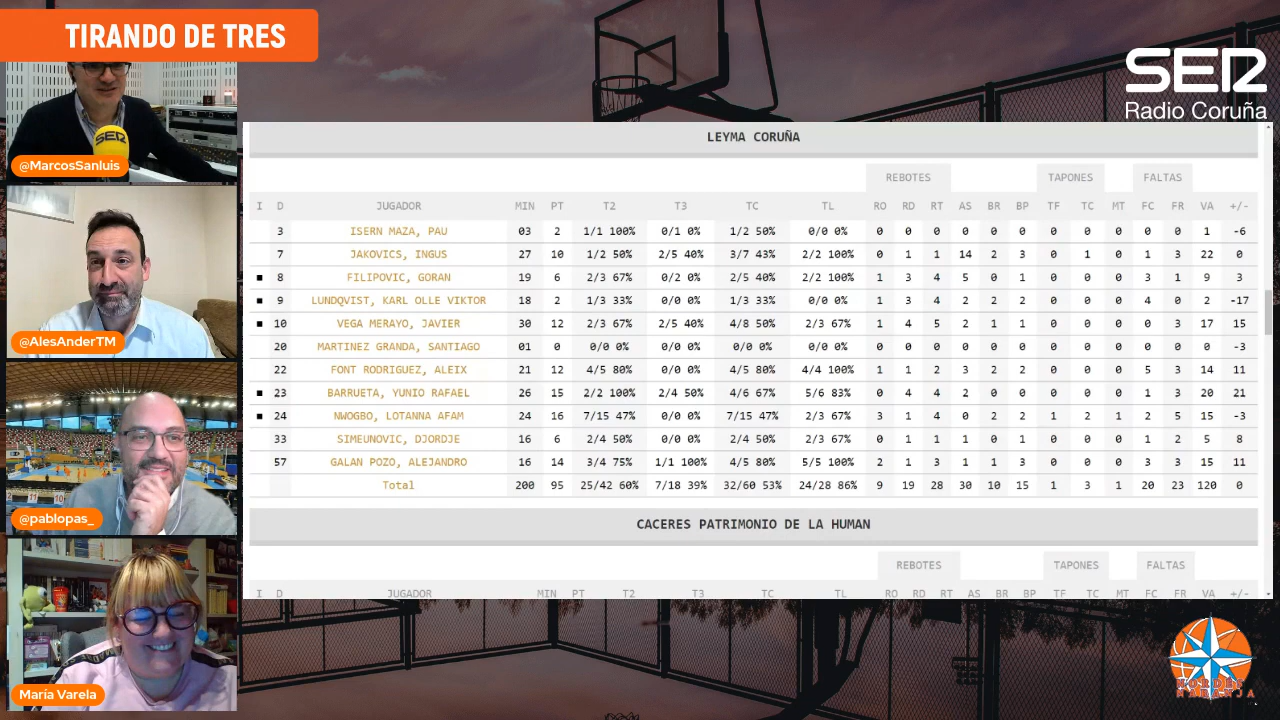 TIRANDO DE TRES
SER
Radio Coruña
SER
@MarcosSanluis
@AlesAnderTM
11 10
@pablopas_
María Varela
LEYMA CORUÑA
REBOTES TAPONES FALTAS
I D JUGADOR MIN PT T2 T3 TC TL RO RD RT AS BR BP TF TC MT FC FR VA +/-
3 ISERN MAZA, PAU 03 2 1/1 100% 0/1 0% 1/2 50% 0/0 0% 0 0 0 0 0 0 0 0 0 0 0 1 -6
7 JAKOVICS, INGUS 27 10 1/2 50% 2/5 40% 3/7 43% 2/2 100% 0 1 1 14 2 3 0 1 0 1 3 22 0
■ 8 FILIPOVIC, GORAN 19 6 2/3 67% 0/2 0% 2/5 40% 2/2 100% 1 3 4 5 0 1 0 0 0 3 1 9 3
■ 9 LUNDQVIST, KARL OLLE VIKTOR 18 2 1/3 33% 0/0 0% 1/3 33% 0/0 0% 1 3 4 2 2 2 0 0 0 4 0 2 -17
■ 10 VEGA MERAYO, JAVIER 30 12 2/3 67% 2/5 40% 4/8 50% 2/3 67% 1 4 5 2 1 1 0 0 0 0 3 17 15
20 MARTINEZ GRANDA, SANTIAGO 01 0 0/0 0% 0/0 0% 0 0% 0/0 0% 0 0 0 0 0 0 0 0 0 0 0 0 -3
22 FONT RODRIGUEZ, ALEIX 21 12 4/5 80% 0/0 0% 4/5 80% 4/4 100% 1 1 2 3 2 2 0 0 0 5 3 14 11
■ 23 BARRUETA, YUNIO RAFAEL 26 15 2/2 100% 2/4 50% 4/6 67% 5/6 83% 0 4 4 2 0 0 0 0 0 1 3 20 21
■ 24 NWOGBO, LOTANNA AFAM 24 16 7/15 47% 0/0 0% 7/15 47% 2/3 67% 3 1 4 0 2 2 1 2 1 2 5 15 -3
33 SIMEUNOVIC, DJORDJE 16 6 2/4 50% 0/0 0% 2/4 50% 2/3 67% 0 1 1 1 0 1 0 0 0 1 2 5 8
57 GALAN POZO, ALEJANDRO 16 14 3/4 75% 1/1 100% 4/5 80% 5/5 100% 2 1 3 1 1 3 0 0 0 3 3 15 11
Total 200 95 25/42 60% 7/18 39% 32/60 53% 24/28 86% 9 19 28 30 10 15 1 3 1 20 23 120 0
CACERES PATRIMONIO DE LA HUMAN
REBOTES TAPONES FALTAS
I D JUGADOR MIN PT T2 T3 TC TL RO RD RT AS BR BP TF TC MT FC FR VA +/-
NARANJA